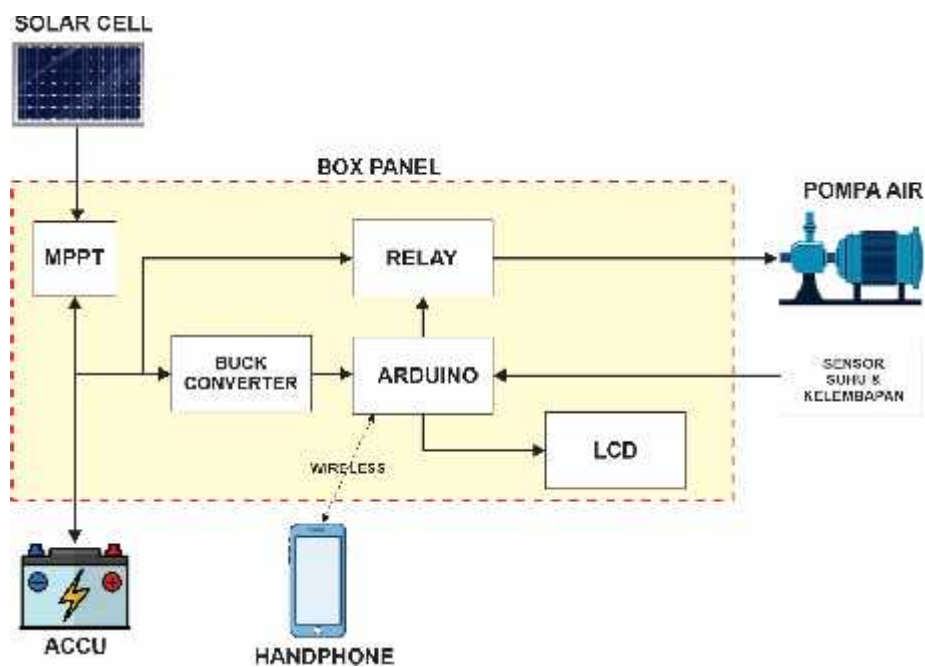 SOLAR CELL
BOX PANEL
POMPA AIR
MPPT
RELAY
BUCK
CONVERTER
ARDUINO
SENSOR
SUHU &
KELEMBAPAN
LCD
WIRELESS
ACCU
HANDPHONE